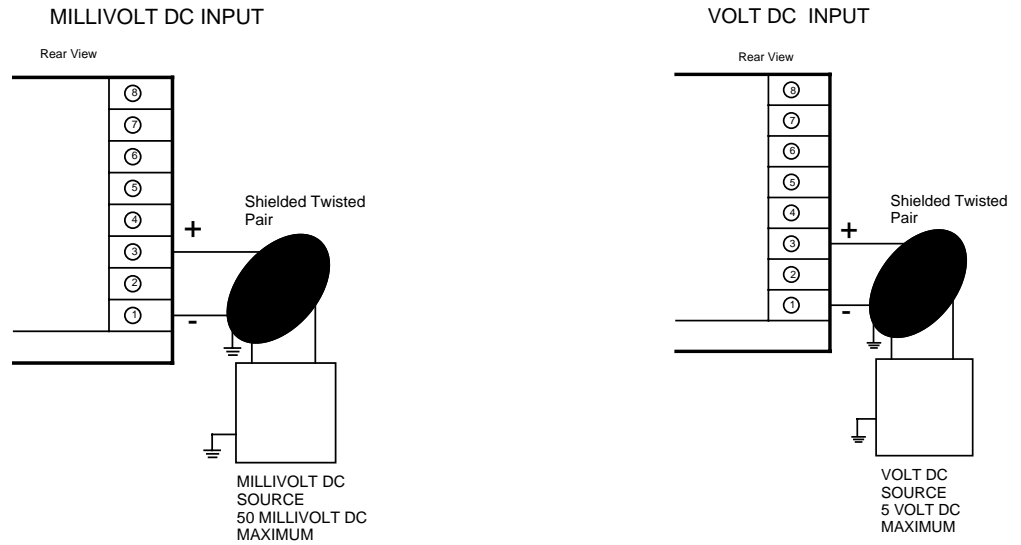 MILLIVOLT DC INPUT
Rear View
8
7
6
5
4
3
2
1
+
-
Shielded Twisted
Pair
MILLIVOLT DC
SOURCE
50 MILLIVOLT DC
MAXIMUM
VOLT DC INPUT
Rear View
8
7
6
5
4
3
2
1
+
-
Shielded Twisted
Pair
VOLT DC
SOURCE
5 VOLT DC
MAXIMUM